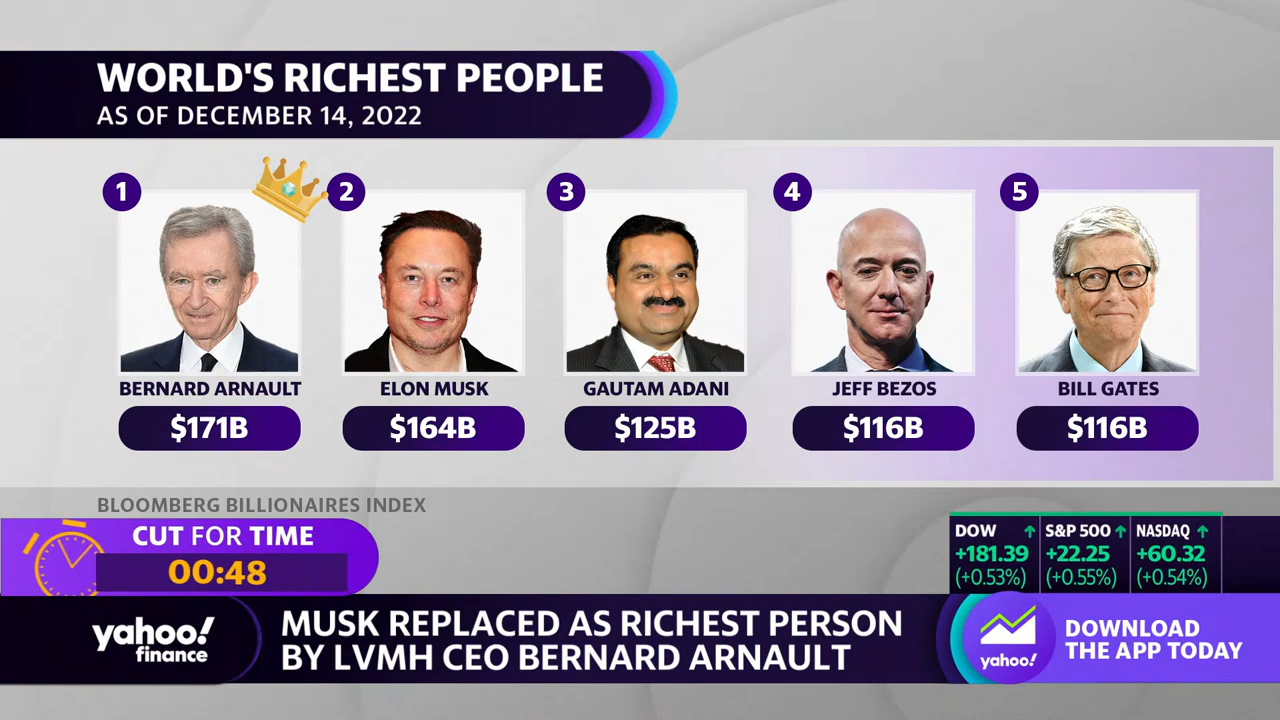 WORLD'S RICHEST PEOPLE
AS OF DECEMBER 14, 2022
1
2
3
4
5
BERNARD ARNAULT
ELON MUSK
GAUTAM ADANI
JEFF BEZOS
BILL GATES
$171B
$164B
$125B
$116B
$116B
BLOOMBERG BILLIONAIRES INDEX
CUT FOR TIME
00:48
DOW
+181.39
(+0.53%)
S&P 500
+22.25
(+0.55%)
NASDAQ
+60.32
(+0.54%)
yahoo!
finance
MUSK REPLACED AS RICHEST PERSON
BY LVMH CEO BERNARD ARNAULT
yahoo!
DOWNLOAD
THE APP TODAY